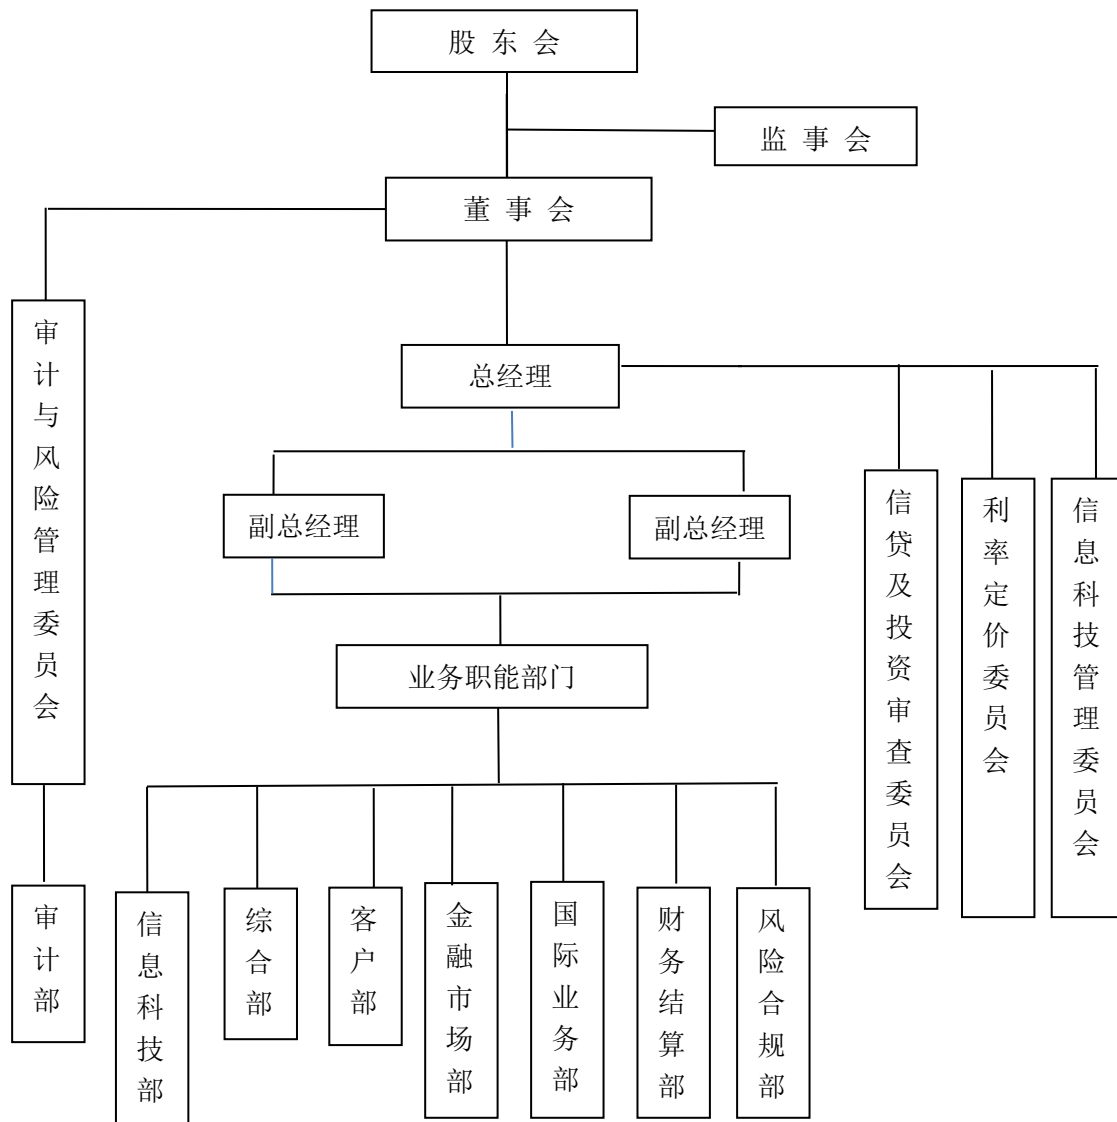 股 东 会
监 事 会
董 事 会
审计与风险管理委员会
总经理
副总经理
副总经理
信贷及投资审查委员会
利率定价委员会
信息科技管理委员会
业务职能部门
审计部
信息科技部
综合部
客户部
金融市场部
国际业务部
财务结算部
风险合规部